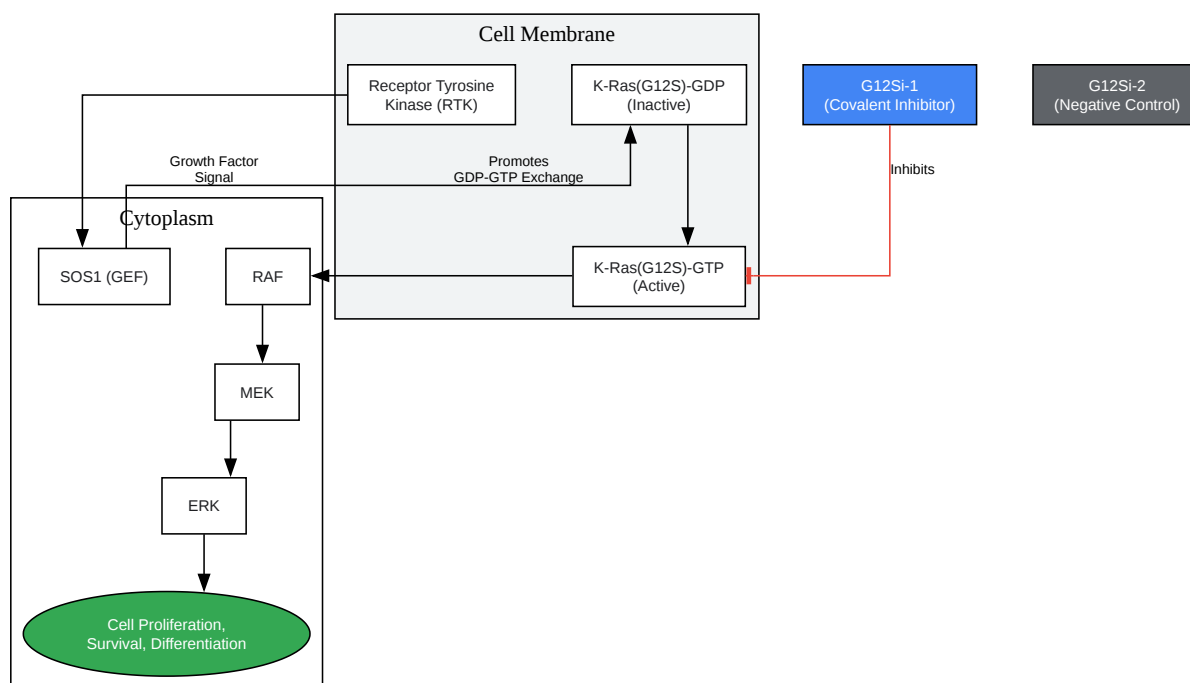 Cell Membrane
Receptor Tyrosine
Kinase (RTK)
K-Ras(G12S)-GDP
(Inactive)
G12Si-1
(Covalent Inhibitor)
G12Si-2
(Negative Control)
Growth Factor
Signal
Promotes
GDP-GTP Exchange
Inhibits
Cytoplasm
SOS1 (GEF)
RAF
K-Ras(G12S)-GTP
(Active)
MEK
ERK
Cell Proliferation,
Survival, Differentiation